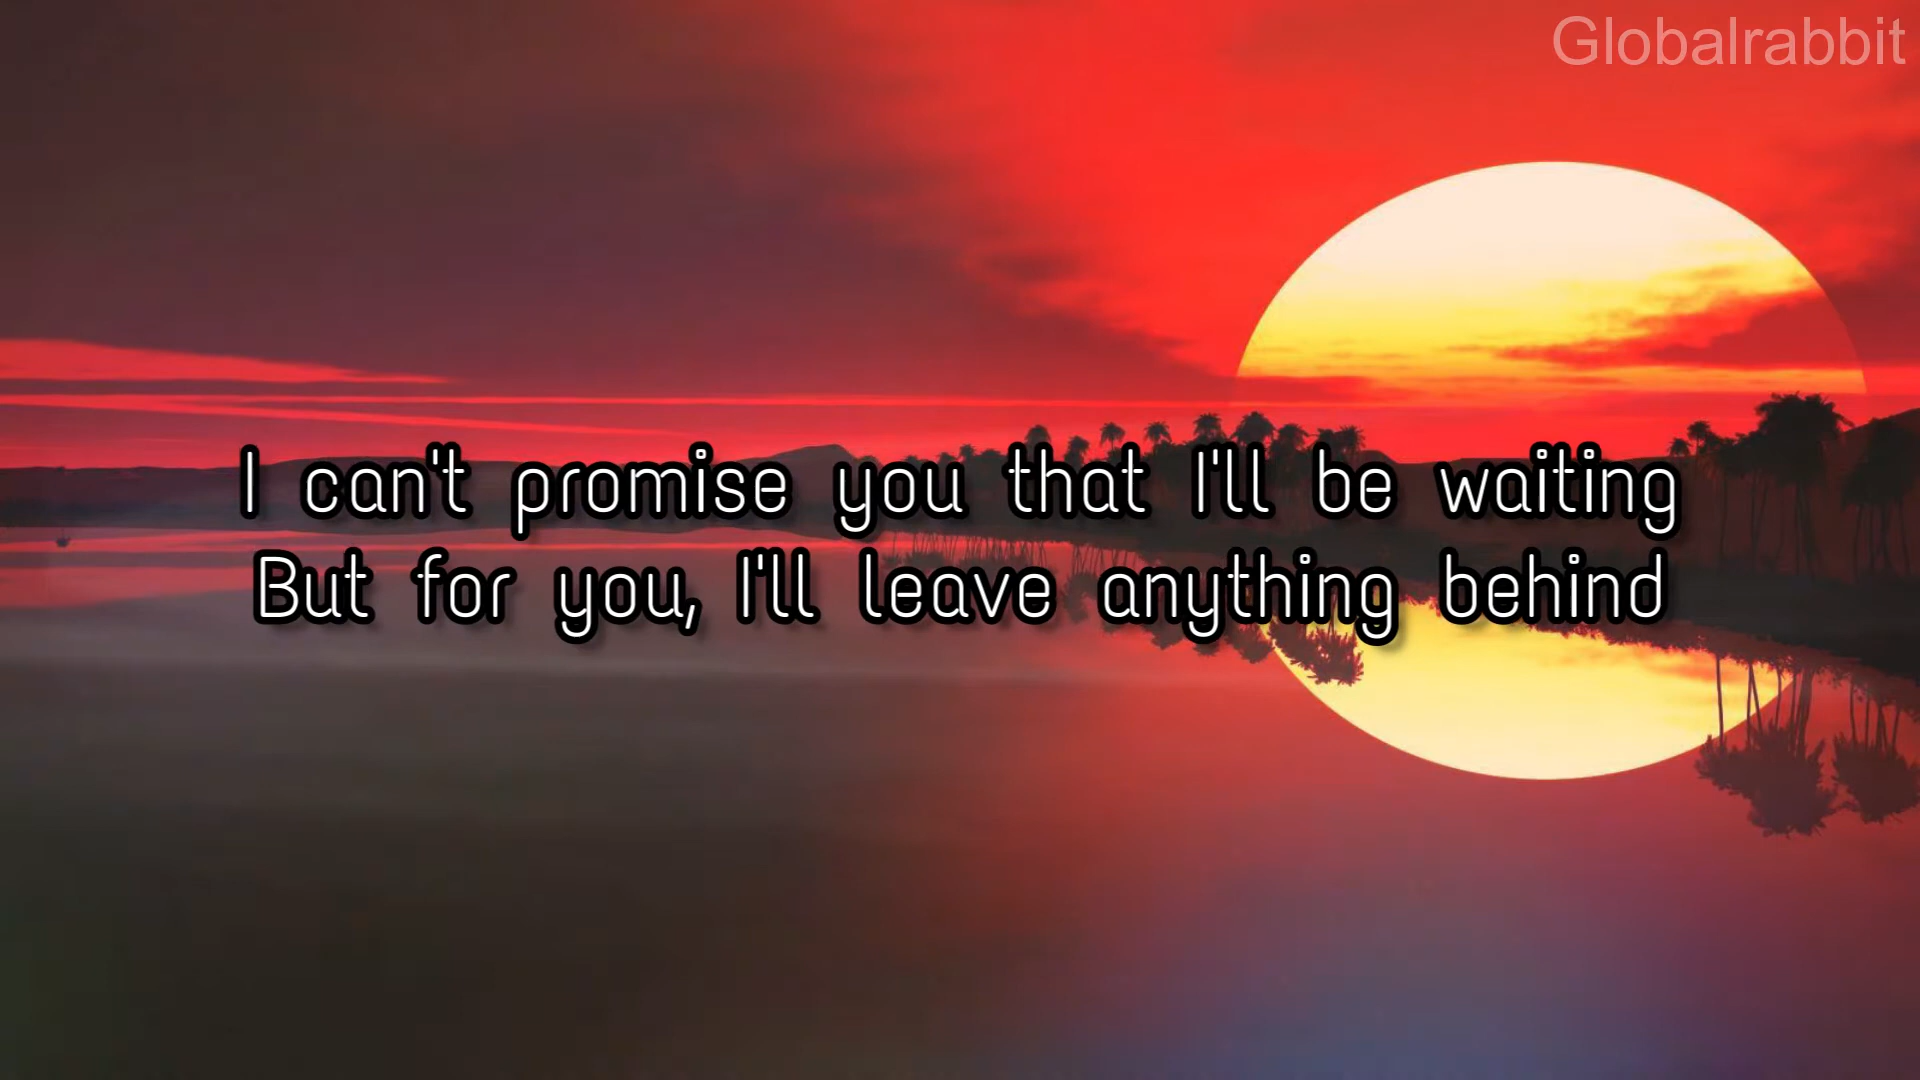 Globalrabbit
I can't promise you that I'll be waiting
But for you, I'll leave anything behind